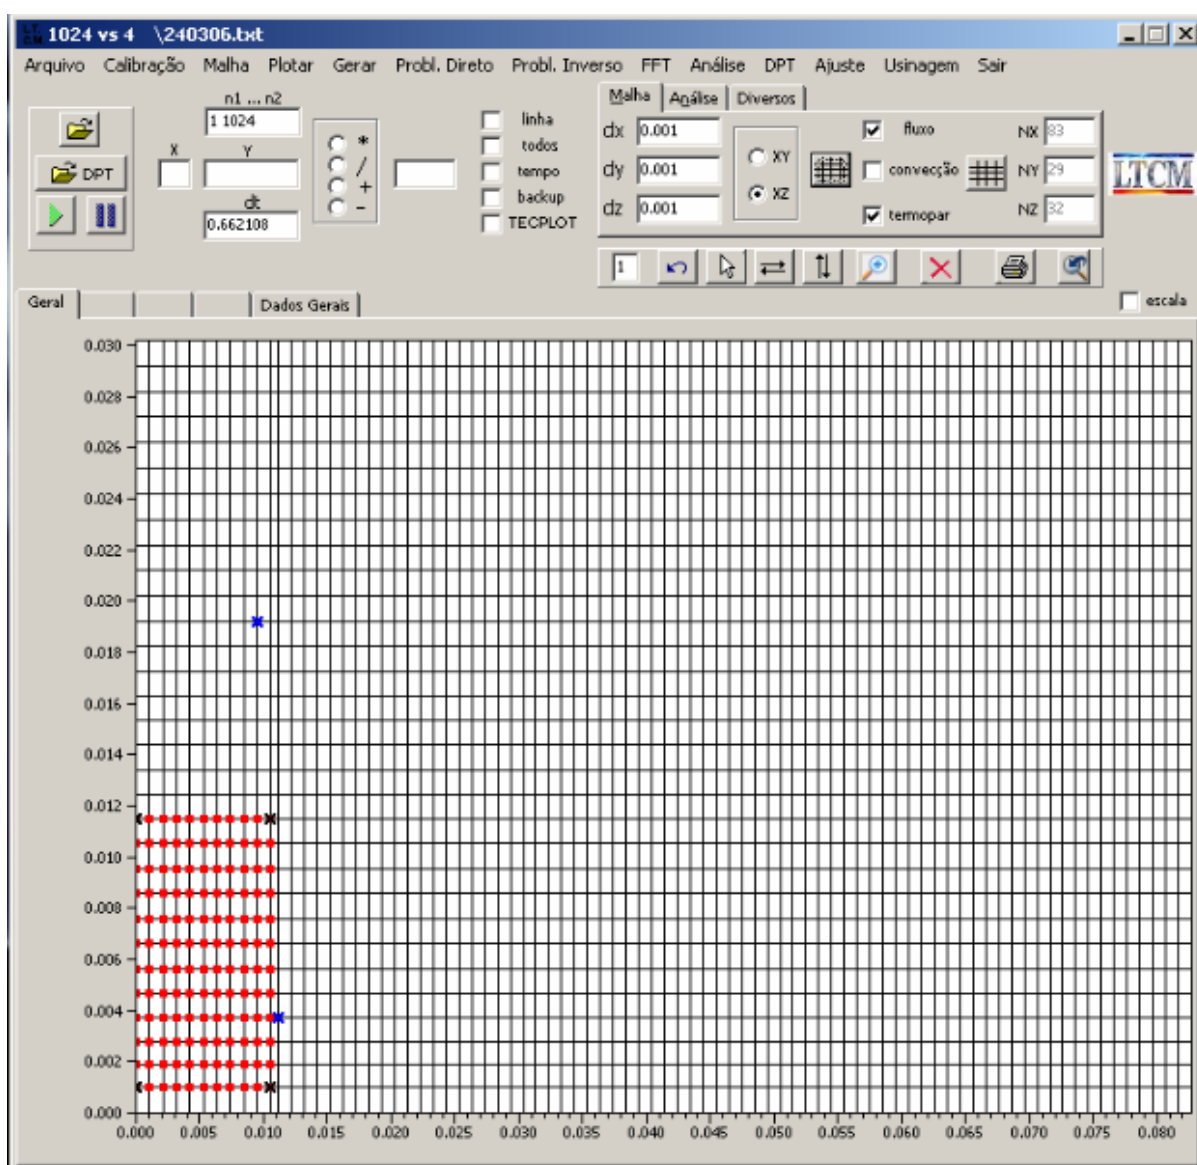 1024 vs 4 \240306.txt
Arquivo Calibração Malha Plotar Gerar Probl. Direto Probl. Inverso FFT Análise DPT Ajuste Usinagem Sair
n1 ... n2
1 1024
X Y
DPT
dt
0.662108
*
/
+
-
linha
todos
tempo
backup
TECPLOT
Malha Análise Diversos
dx 0.001
dy 0.001
dz 0.001
XY
XZ
fluxo
convecção
termopar
NX 83
NY 29
NZ 32
LTCM
1
Geral Dados Gerais
escala
0.030
0.028
0.026
0.024
0.022
0.020
0.018
0.016
0.014
0.012
0.010
0.008
0.006
0.004
0.002
0.000
0.000 0.005 0.010 0.015 0.020 0.025 0.030 0.035 0.040 0.045 0.050 0.055 0.060 0.065 0.070 0.075 0.080